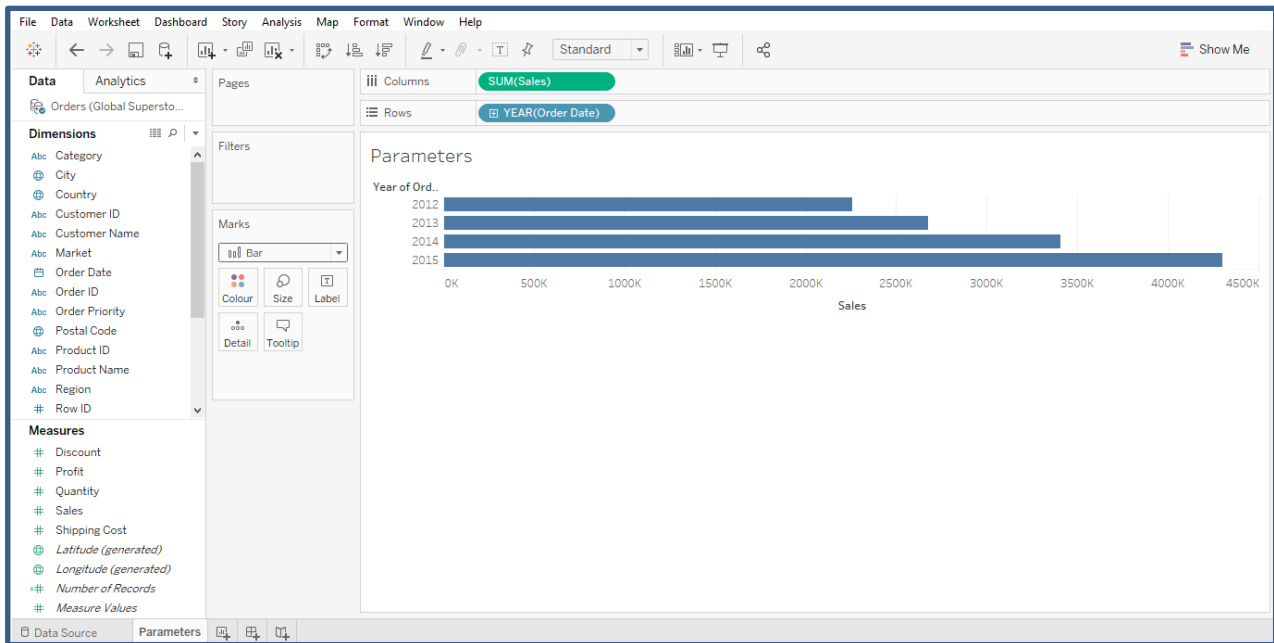 File Data Worksheet Dashboard Story Analysis Map Format Window Help
Standard
Show Me
Data Analytics
Orders (Global Supersto...
Dimensions
Abc Category
City
Country
Abc Customer ID
Abc Customer Name
Abc Market
Order Date
Abc Order ID
Abc Order Priority
Postal Code
Abc Product ID
Abc Product Name
Abc Region
# Row ID
Measures
# Discount
# Profit
# Quantity
# Sales
# Shipping Cost
Latitude (generated)
Longitude (generated)
=# Number of Records
# Measure Values
Pages
Filters
Marks
Bar
Colour Size Label
Detail Tooltip
iii Columns SUM(Sales)
Rows YEAR(Order Date)
Parameters
Year of Ord..
2012
2013
2014
2015
0K 500K 1000K 1500K 2000K 2500K 3000K 3500K 4000K 4500K
Sales
Data Source Parameters